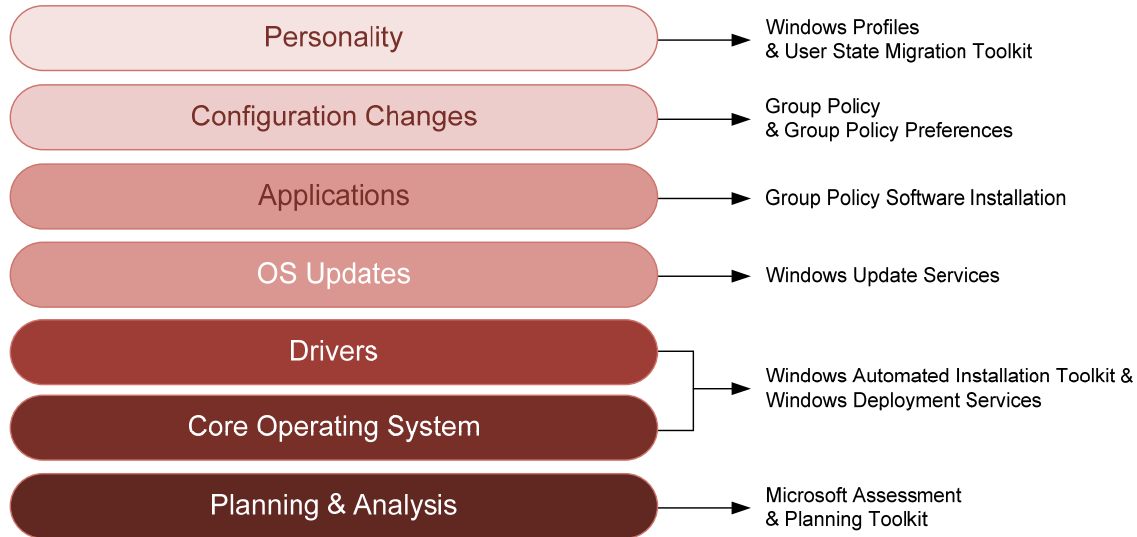 Personality
Windows Profiles
& User State Migration Toolkit
Configuration Changes
Group Policy
& Group Policy Preferences
Applications
Group Policy Software Installation
OS Updates
Windows Update Services
Drivers
Core Operating System
Windows Automated Installation Toolkit &
Windows Deployment Services
Planning & Analysis
Microsoft Assessment
& Planning Toolkit